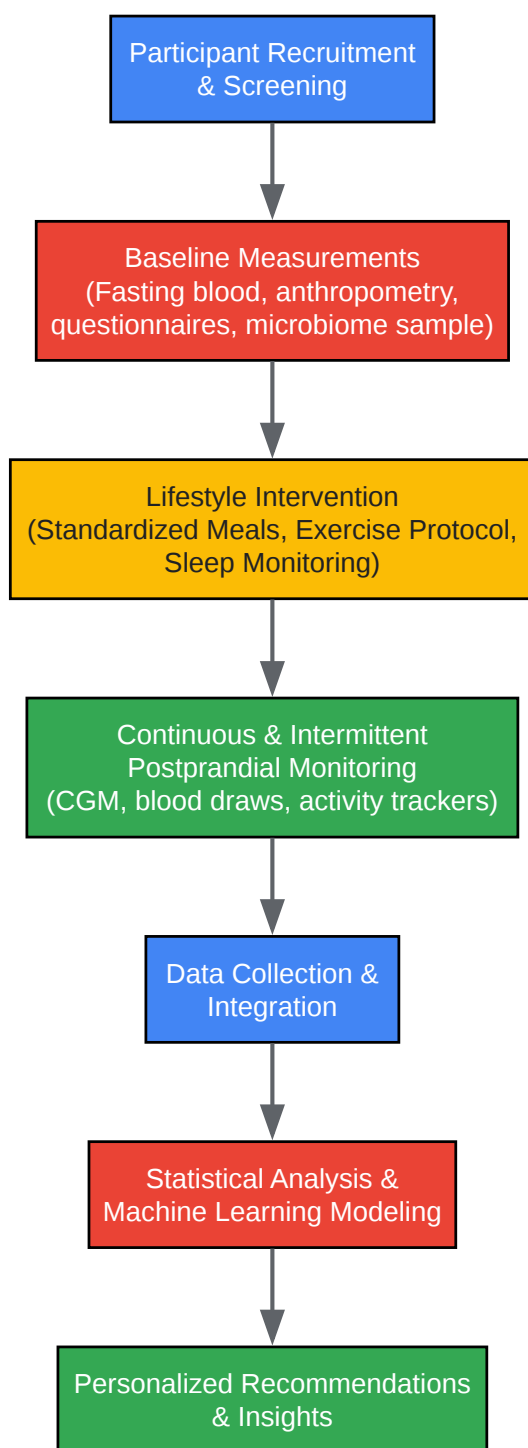 Participant Recruitment
& Screening
Baseline Measurements
(Fasting blood, anthropometry,
questionnaires, microbiome sample)
Lifestyle Intervention
(Standardized Meals, Exercise Protocol,
Sleep Monitoring)
Continuous & Intermittent
Postprandial Monitoring
(CGM, blood draws, activity trackers)
Data Collection &
Integration
Statistical Analysis &
Machine Learning Modeling
Personalized Recommendations
& Insights